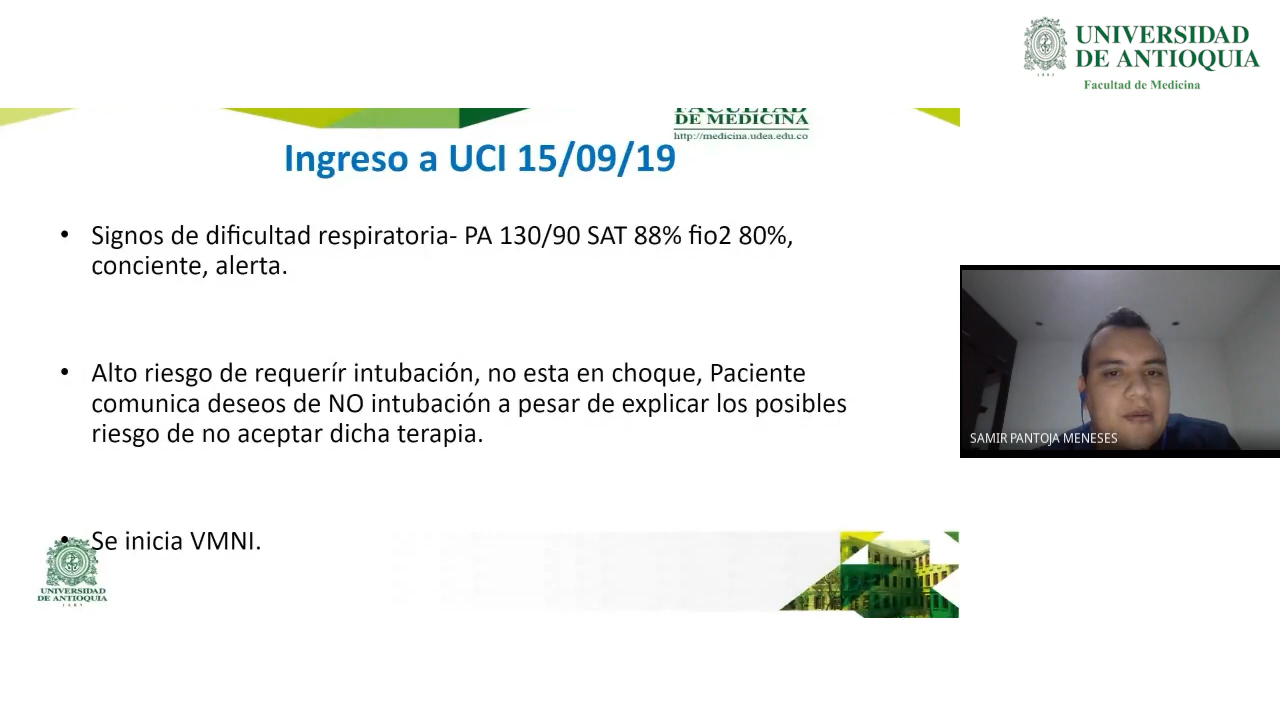 UNIVERSIDAD
DE ANTIOQUIA
1803
Facultad de Medicina
FACULTAD
DE MEDICINA
http://medicina.udea.edu.co
Ingreso a UCI 15/09/19
• Signos de dificultad respiratoria- PA 130/90 SAT 88% fio2 80%,
conciente, alerta.
• Alto riesgo de requerír intubación, no esta en choque, Paciente
comunica deseos de NO intubación a pesar de explicar los posibles
riesgo de no aceptar dicha terapia.
• Se inicia VMNI.
UNIVERSIDAD
DE ANTIOQUIA
1803
SAMIR PANTOJA MENESES